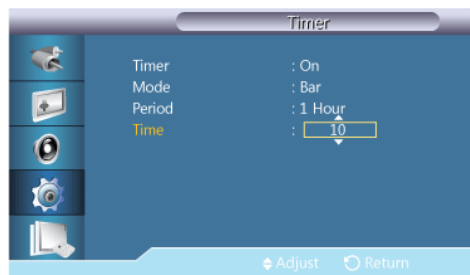 Timer
Timer : On
Mode : Bar
Period : 1 Hour
Time : 10
Adjust Return